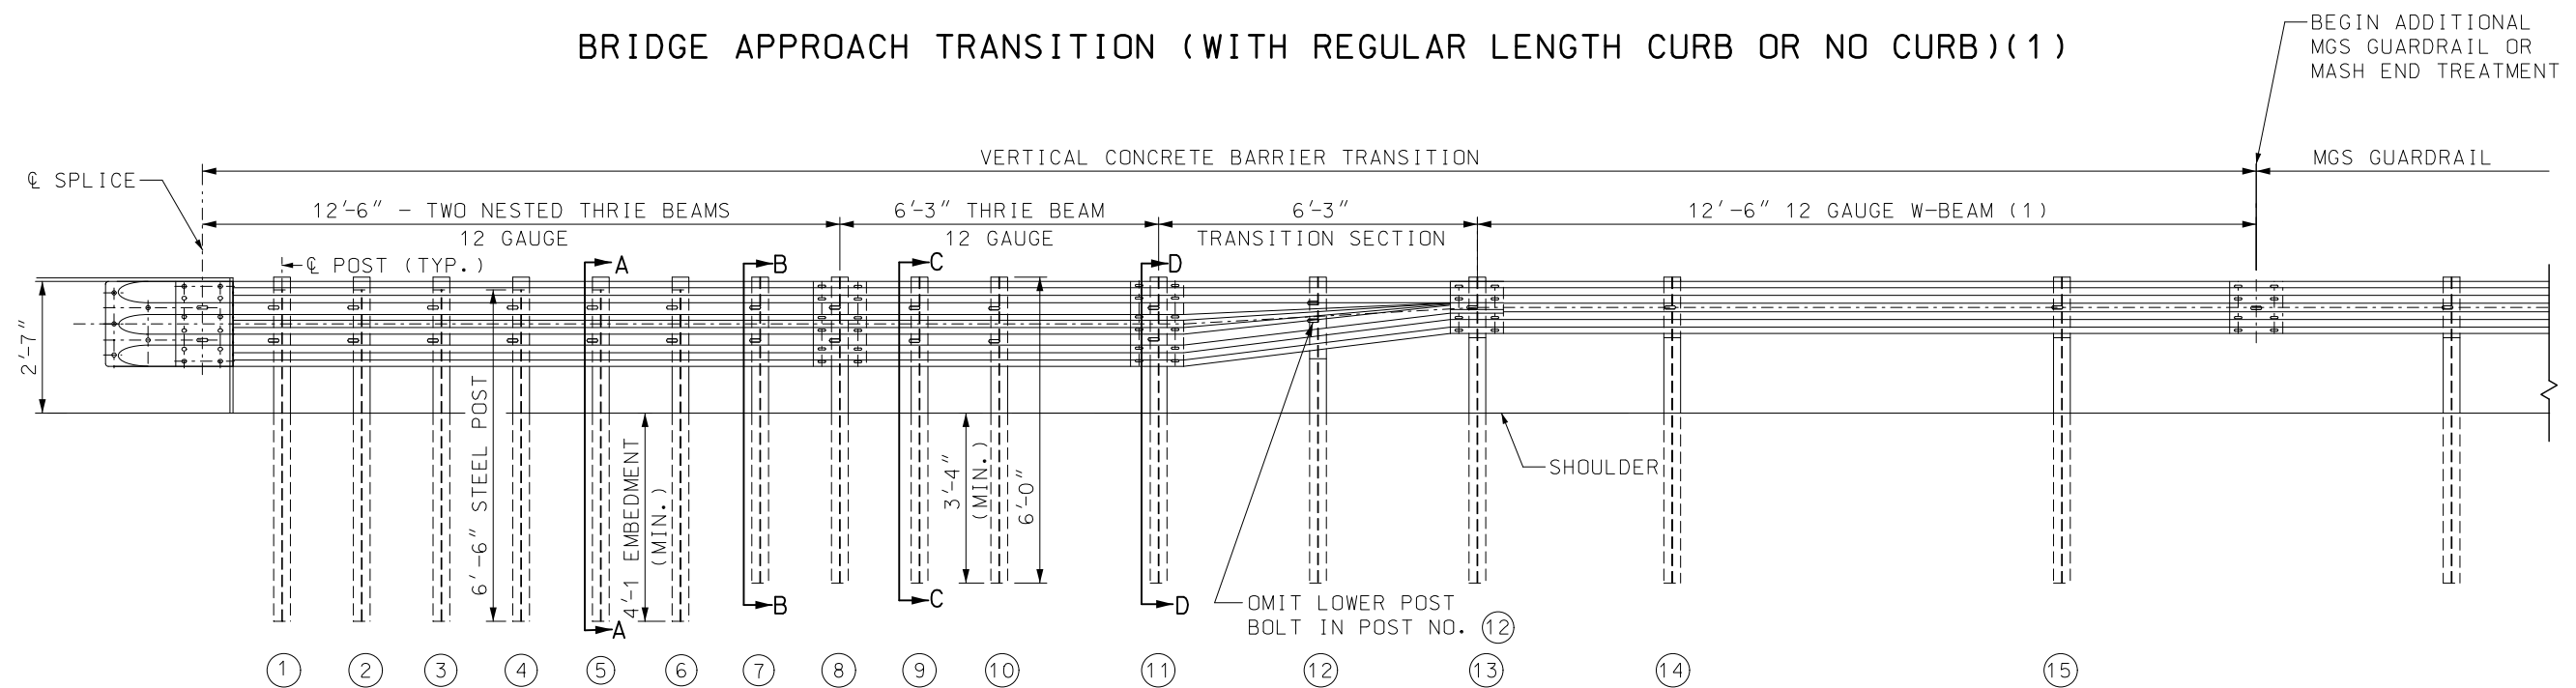 BRIDGE APPROACH TRANSITION (WITH REGULAR LENGTH CURB OR NO CURB)(1)
BEGIN ADDITIONAL
MGS GUARDRAIL OR
MASH END TREATMENT
VERTICAL CONCRETE BARRIER TRANSITION
MGS GUARDRAIL
℄ SPLICE
12'-6" - TWO NESTED THRIE BEAMS
12 GAUGE
6'-3" THRIE BEAM
12 GAUGE
6'-3"
TRANSITION SECTION
12'-6" 12 GAUGE W-BEAM (1)
℄ POST (TYP.)
A
B
C
D
2'-7"
6'-6" STEEL POST
4'-1 EMBEDMENT
(MIN.)
3'-4"
(MIN.)
6'-0"
SHOULDER
A
B
C
D
OMIT LOWER POST
BOLT IN POST NO. 12
1 2 3 4 5 6 7 8 9 10 11 12 13 14 15